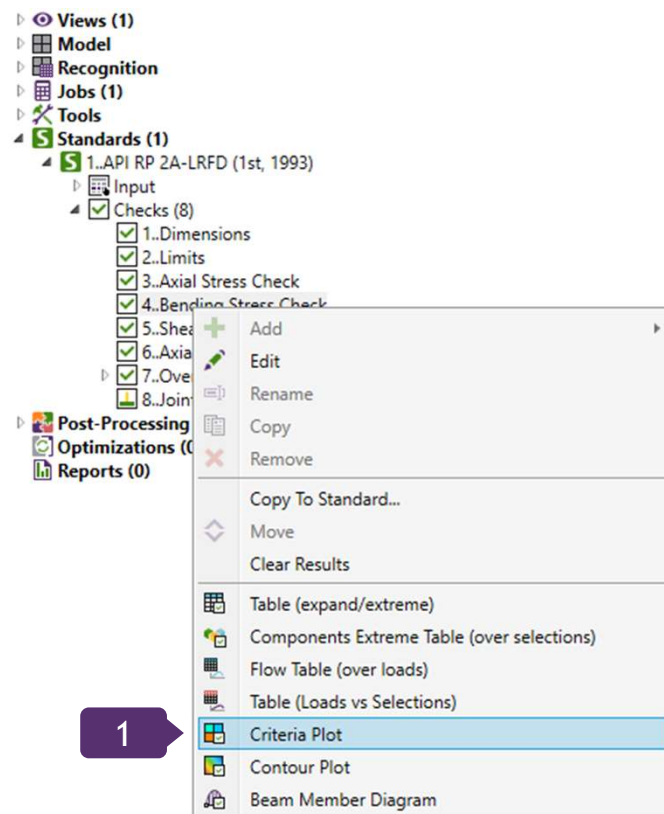 Views (1)
Model
Recognition
Jobs (1)
Tools
Standards (1)
1..API RP 2A-LRFD (1st, 1993)
Input
Checks (8)
1..Dimensions
2..Limits
3..Axial Stress Check
4..Bending Stress Check
5..Shea
6..Axia
7..Ove
8..Join
Post-Processing
Optimizations (0
Reports (0)
Add
Edit
Rename
Copy
Remove
Copy To Standard...
Move
Clear Results
Table (expand/extreme)
Components Extreme Table (over selections)
Flow Table (over loads)
Table (Loads vs Selections)
1
Criteria Plot
Contour Plot
Beam Member Diagram